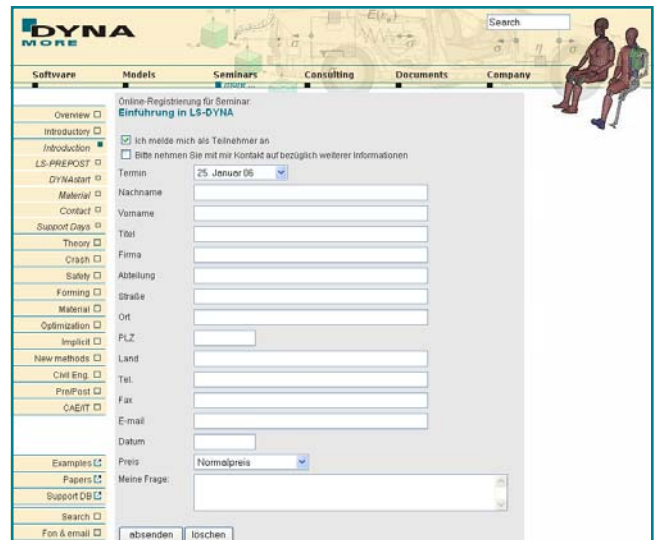 DYNA
MORE
Search
Software Models Seminars Consulting Documents Company
Online-Registrierung für Seminar:
Einführung in LS-DYNA
Ich melde mich als Teilnehmer an
Bitte nehmen Sie mit mir Kontakt auf bezüglich weiterer Informationen
Termin 25. Januar 06
Nachname
Vorname
Titel
Firma
Abteilung
Straße
Ort
PLZ
Land
Tel.
Fax
E-mail
Datum
Preis Normalpreis
Meine Frage:
absenden löschen
Overview
Introductory
Introduction
LS-PREPOST
DYNAstart
Material
Contact
Support Days
Theory
Crash
Safety
Forming
Material
Optimization
Implicit
New methods
Civil Eng.
Pre/Post
CAE/IT
Examples
Papers
Support DB
Search
Fon & email